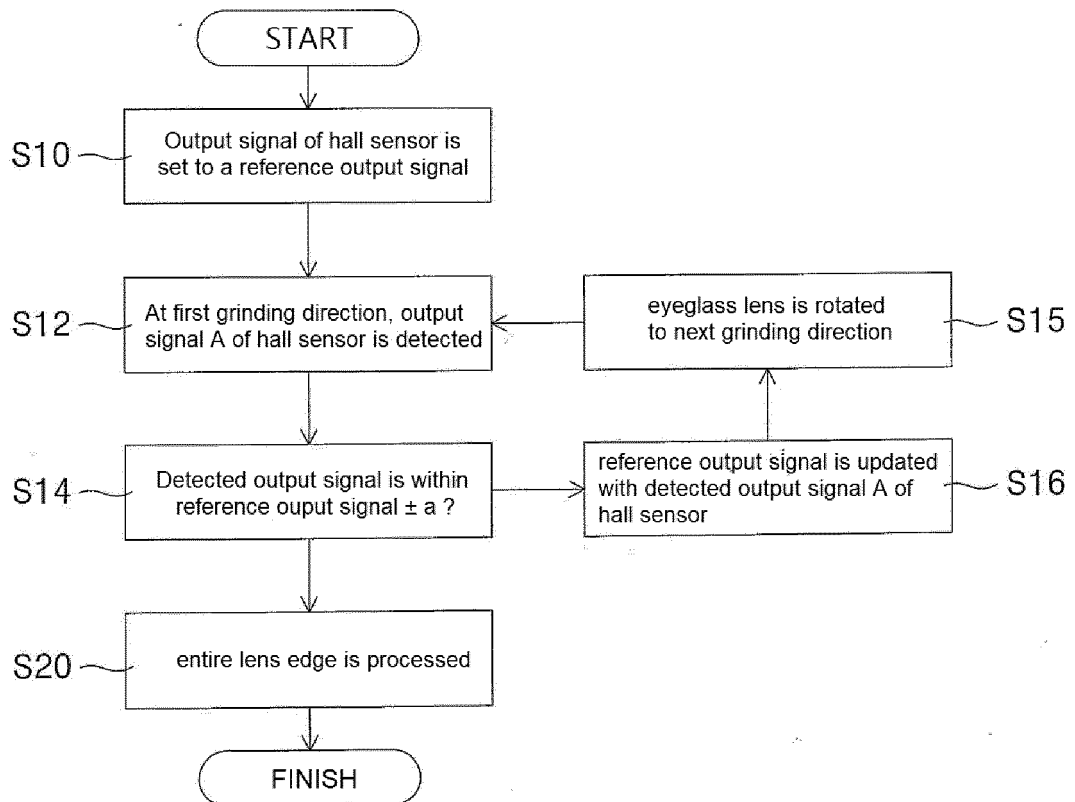 START
S10
Output signal of hall sensor is
set to a reference output signal
S12
At first grinding direction, output
signal A of hall sensor is detected
eyeglass lens is rotated
to next grinding direction
S15
S14
Detected output signal is within
reference ouput signal ± a ?
reference output signal is updated
with detected output signal A of
hall sensor
S16
S20
entire lens edge is processed
FINISH